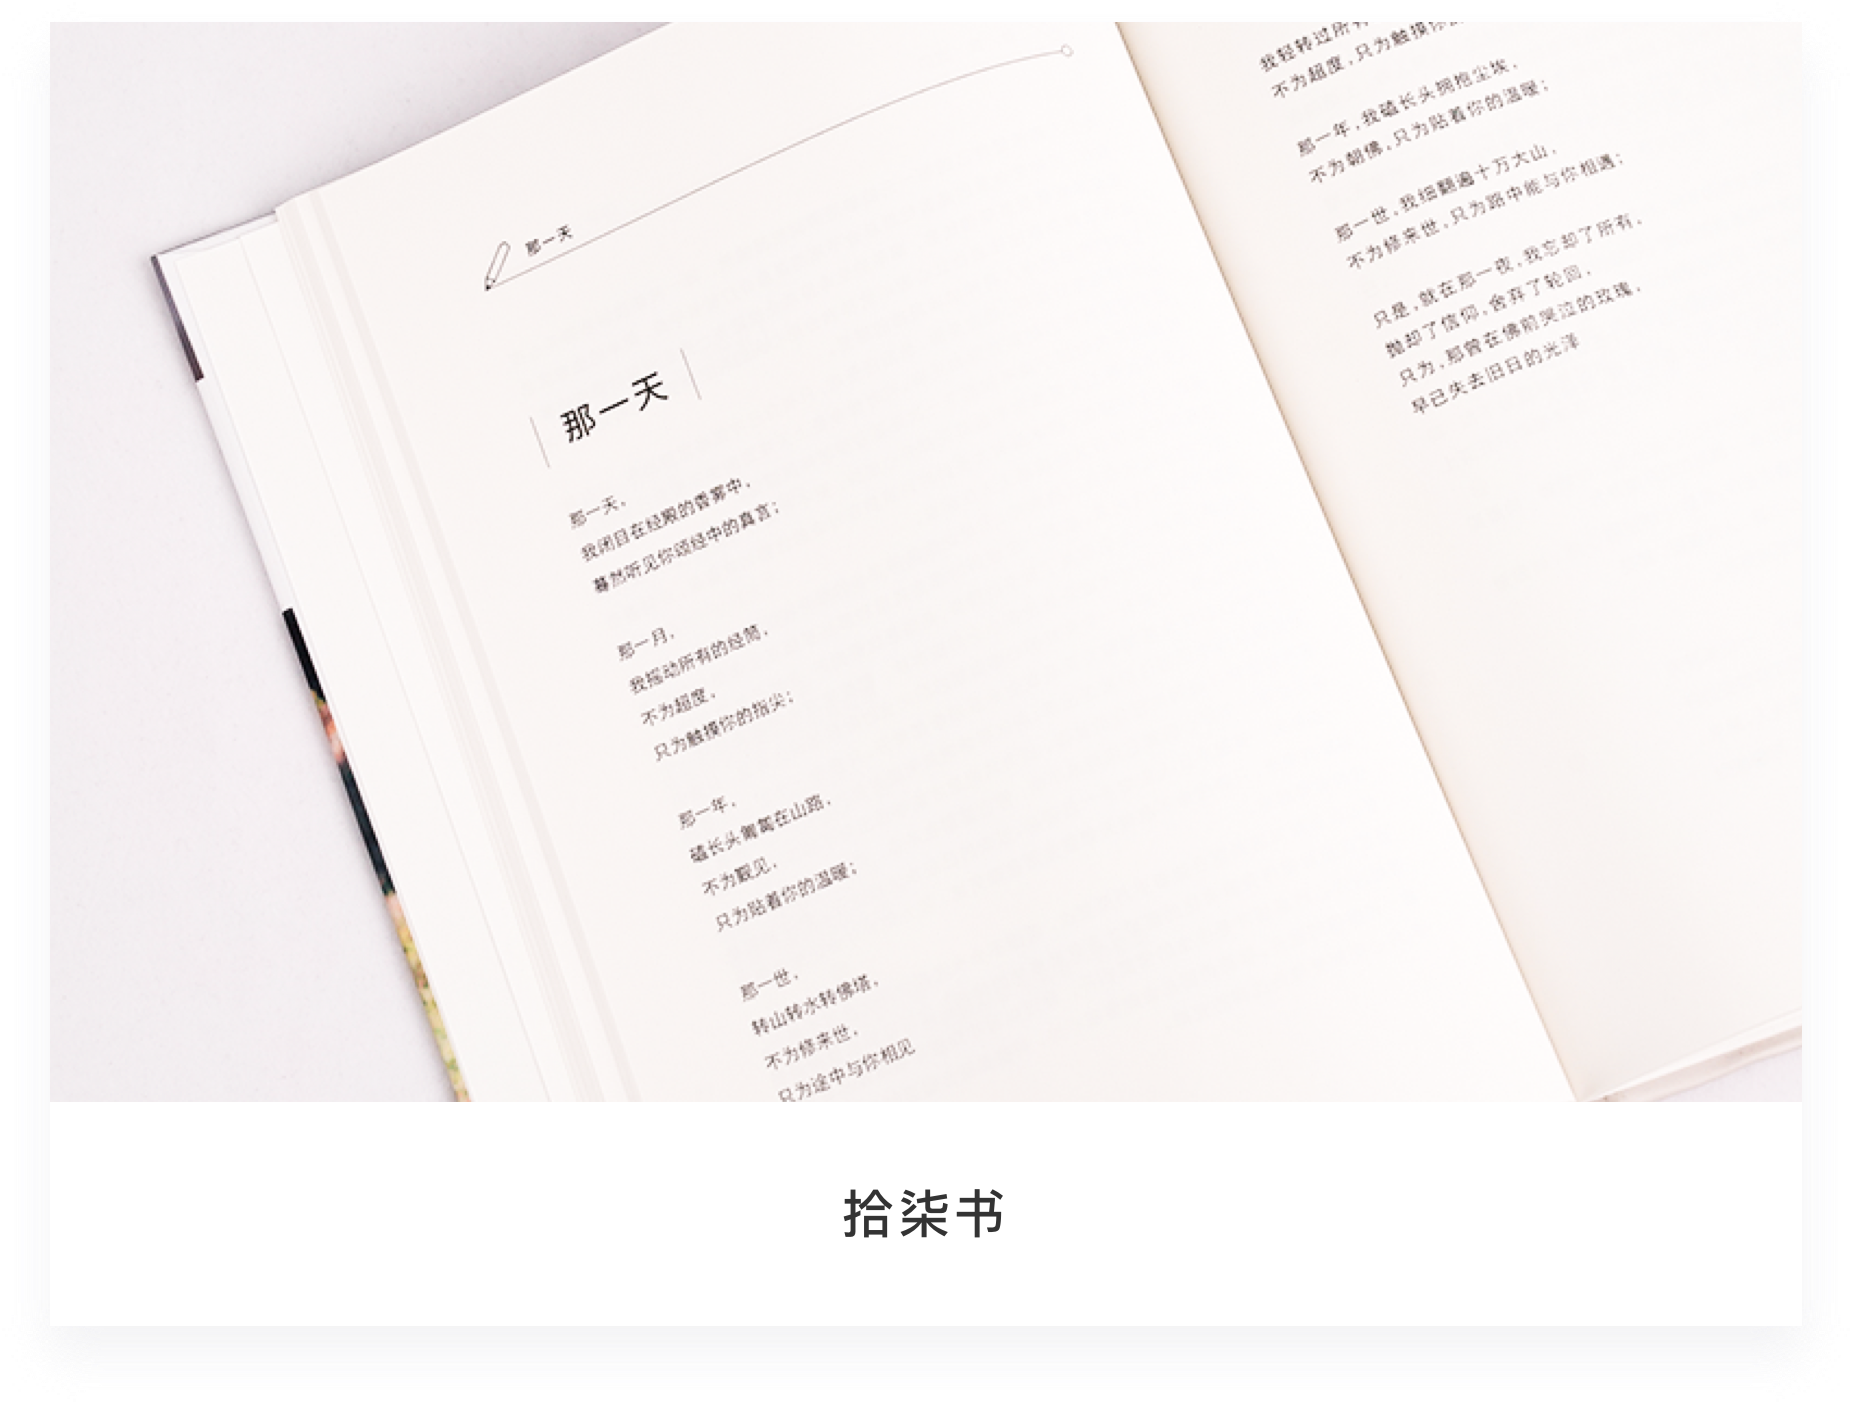 那一天
那一天
那一天，
我闭目在经殿的香雾中，
蓦然听见你颂经中的真言；
那一月，
我摇动所有的经筒，
不为超度，
只为触摸你的指尖；
那一年，
磕长头匍匐在山路，
不为觐见，
只为贴着你的温暖；
那一世，
转山转水转佛塔，
不为修来世，
只为途中与你相见
我轻转过所有
不为超度，只为触摸你
那一年，我磕长头拥抱尘埃，
不为朝佛，只为贴着你的温暖；
那一世，我细翻遍十万大山，
不为修来世，只为路中能与你相遇；
只是，就在那一夜，我忘却了所有，
抛却了信仰，舍弃了轮回，
只为，那曾在佛前哭泣的玫瑰，
早已失去旧日的光泽
拾柒书